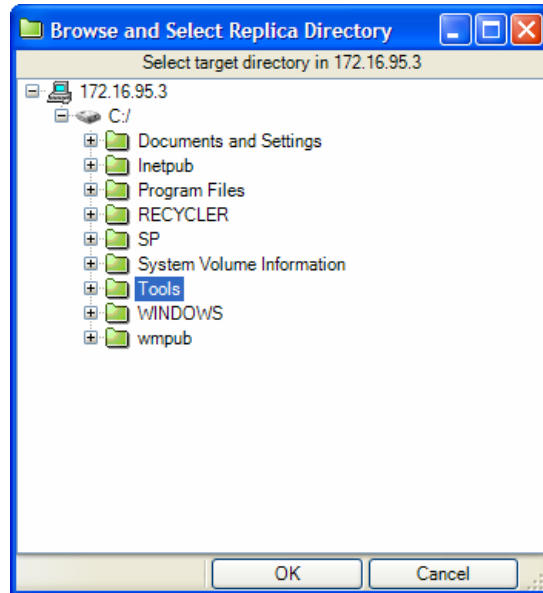 Browse and Select Replica Directory
Select target directory in 172.16.95.3
172.16.95.3
C:/
Documents and Settings
Inetpub
Program Files
RECYCLER
SP
System Volume Information
Tools
WINDOWS
wmpub
OK Cancel